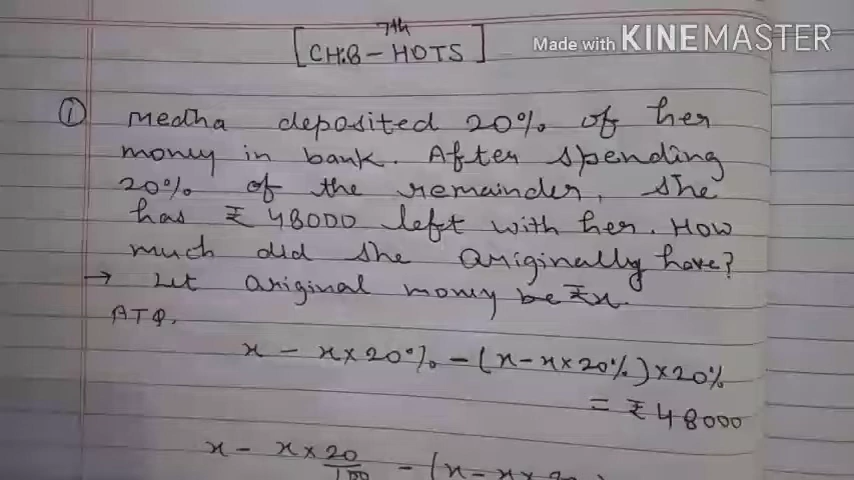 7th
[CH:8 - HOTS]
Made with KINEMASTER
① Medha deposited 20% of her
money in bank. After spending
20% of the remainder, she
has ₹ 48000 left with her. How
much did she originally have?
→ Let original money be ₹x.
ATQ,
x - x × 20% - (x - x × 20%) × 20%
= ₹ 48000
x - x × 20/100 - (x - x × 20